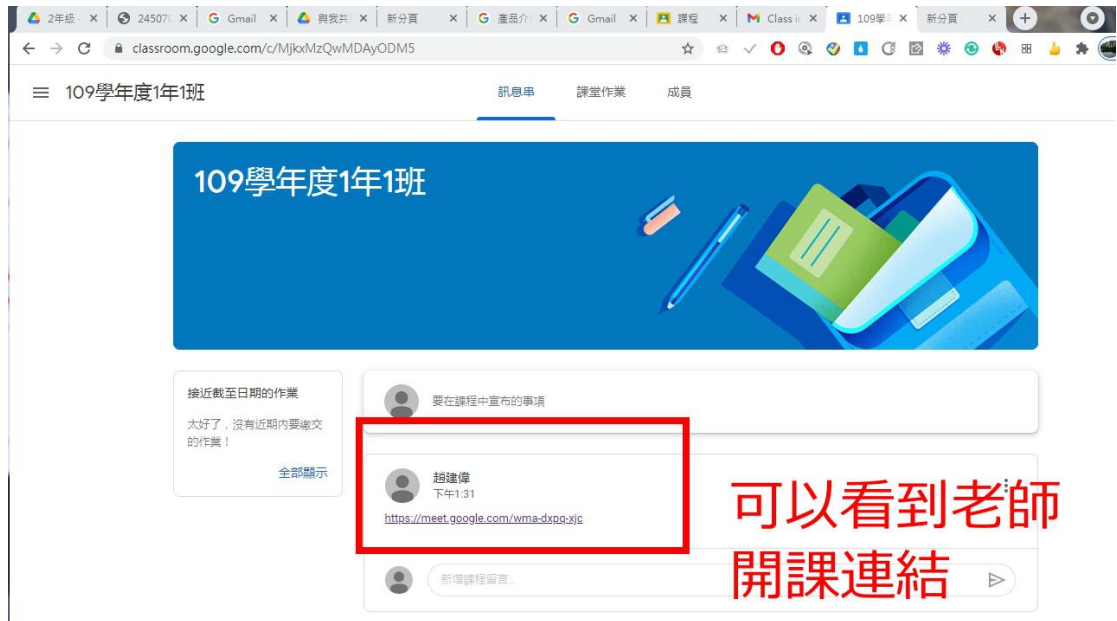 2年級 -
24507
Gmail
與我共
新分頁
產品介
Gmail
課程
Class in
109學年
新分頁
classroom.google.com/c/MjkxMzQwMDAyODM5
109學年度1年1班
訊息串
課堂作業
成員
109學年度1年1班
接近截至日期的作業
太好了，沒有近期內要繳交
的作業！
全部顯示
要在課程中宣布的事項
趙建偉
下午1:31
https://meet.google.com/wma-dxpq-xjc
可以看到老師
開課連結
新增課程留言...